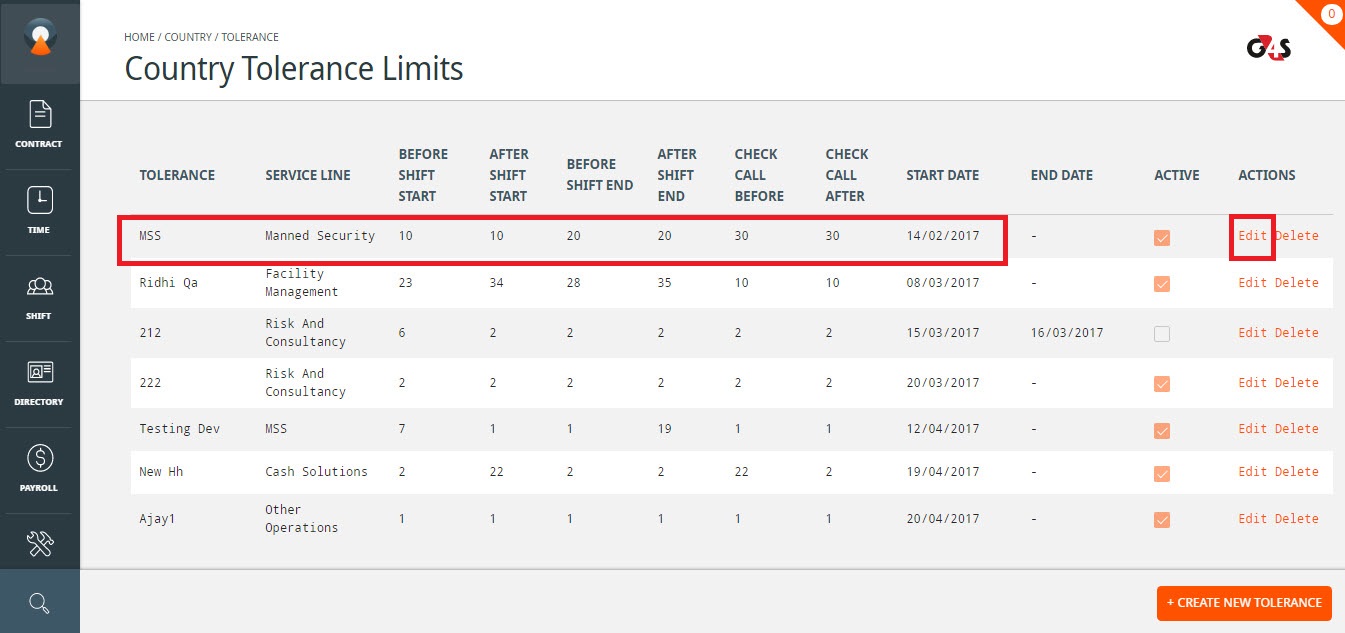 0
HOME / COUNTRY / TOLERANCE
G4S
Country Tolerance Limits
CONTRACT
TIME
SHIFT
DIRECTORY
PAYROLL
TOLERANCE SERVICE LINE BEFORE SHIFT START AFTER SHIFT START BEFORE SHIFT END AFTER SHIFT END CHECK CALL BEFORE CHECK CALL AFTER START DATE END DATE ACTIVE ACTIONS
MSS Manned Security 10 10 20 20 30 30 14/02/2017 - Edit Delete
Ridhi Qa Facility Management 23 34 28 35 10 10 08/03/2017 - Edit Delete
212 Risk And Consultancy 6 2 2 2 2 2 15/03/2017 16/03/2017 Edit Delete
222 Risk And Consultancy 2 2 2 2 2 2 20/03/2017 - Edit Delete
Testing Dev MSS 7 1 1 19 1 1 12/04/2017 - Edit Delete
New Hh Cash Solutions 2 22 2 2 22 2 19/04/2017 - Edit Delete
Ajay1 Other Operations 1 1 1 1 1 1 20/04/2017 - Edit Delete
+ CREATE NEW TOLERANCE